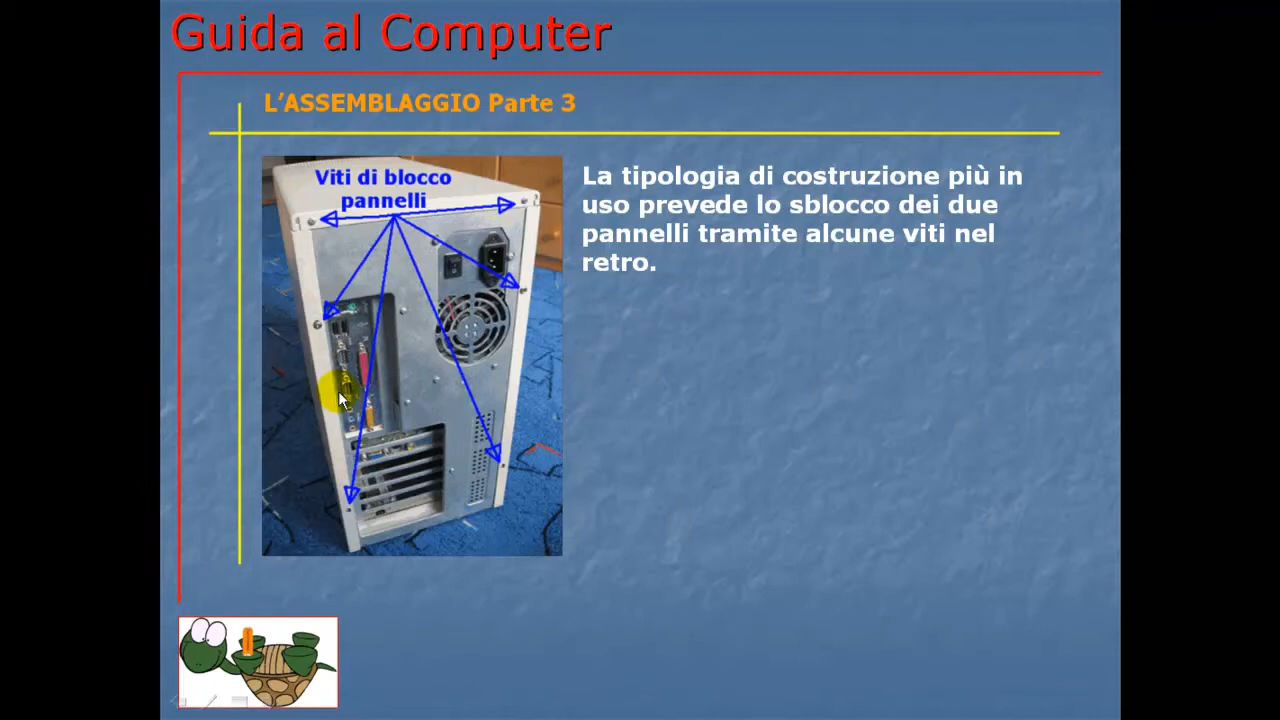 Guida al Computer
L’ASSEMBLAGGIO Parte 3
Viti di blocco
pannelli
La tipologia di costruzione più in
uso prevede lo sblocco dei due
pannelli tramite alcune viti nel
retro.